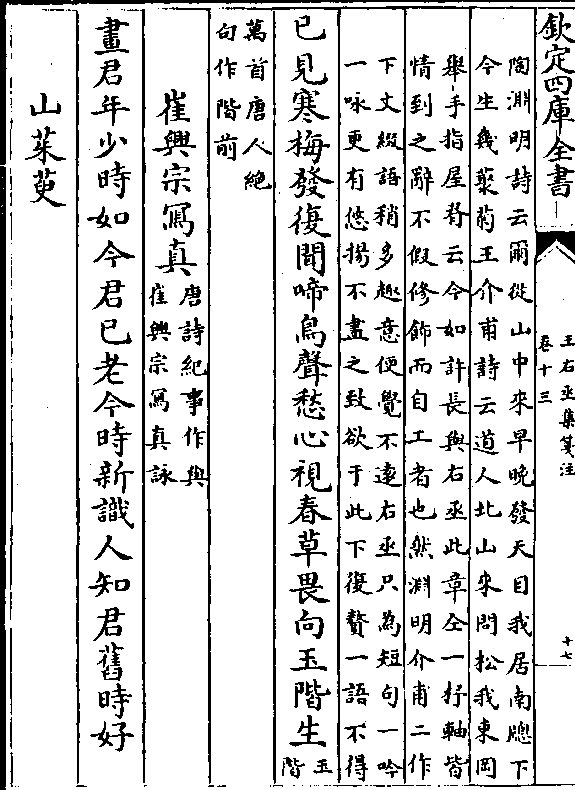 欽定四庫全書
王右丞集箋注
卷十三
十七
陶淵明詩云爾從山中來早晚發天目我居南牕下
今生幾叢菊王介甫詩云道人北山來問松我東岡
舉手指屋脊云今如許長與右丞此章仝一抒軸皆
情到之辭不假修飾而自工者也然淵明介甫二作
下文綴語稍多趣意便覺不遠右丞只為短句一吟
一咏更有悠揚不盡之致欲于此下復贅一語不得
已見寒梅發復聞啼鳥聲愁心視春草畏向玉階生
玉階
萬首唐人絶
句作階前
崔興宗寫真
唐詩紀事作與
崔興宗寫真詠
畫君年少時如今君已老今時新識人知君舊時好
山茱萸